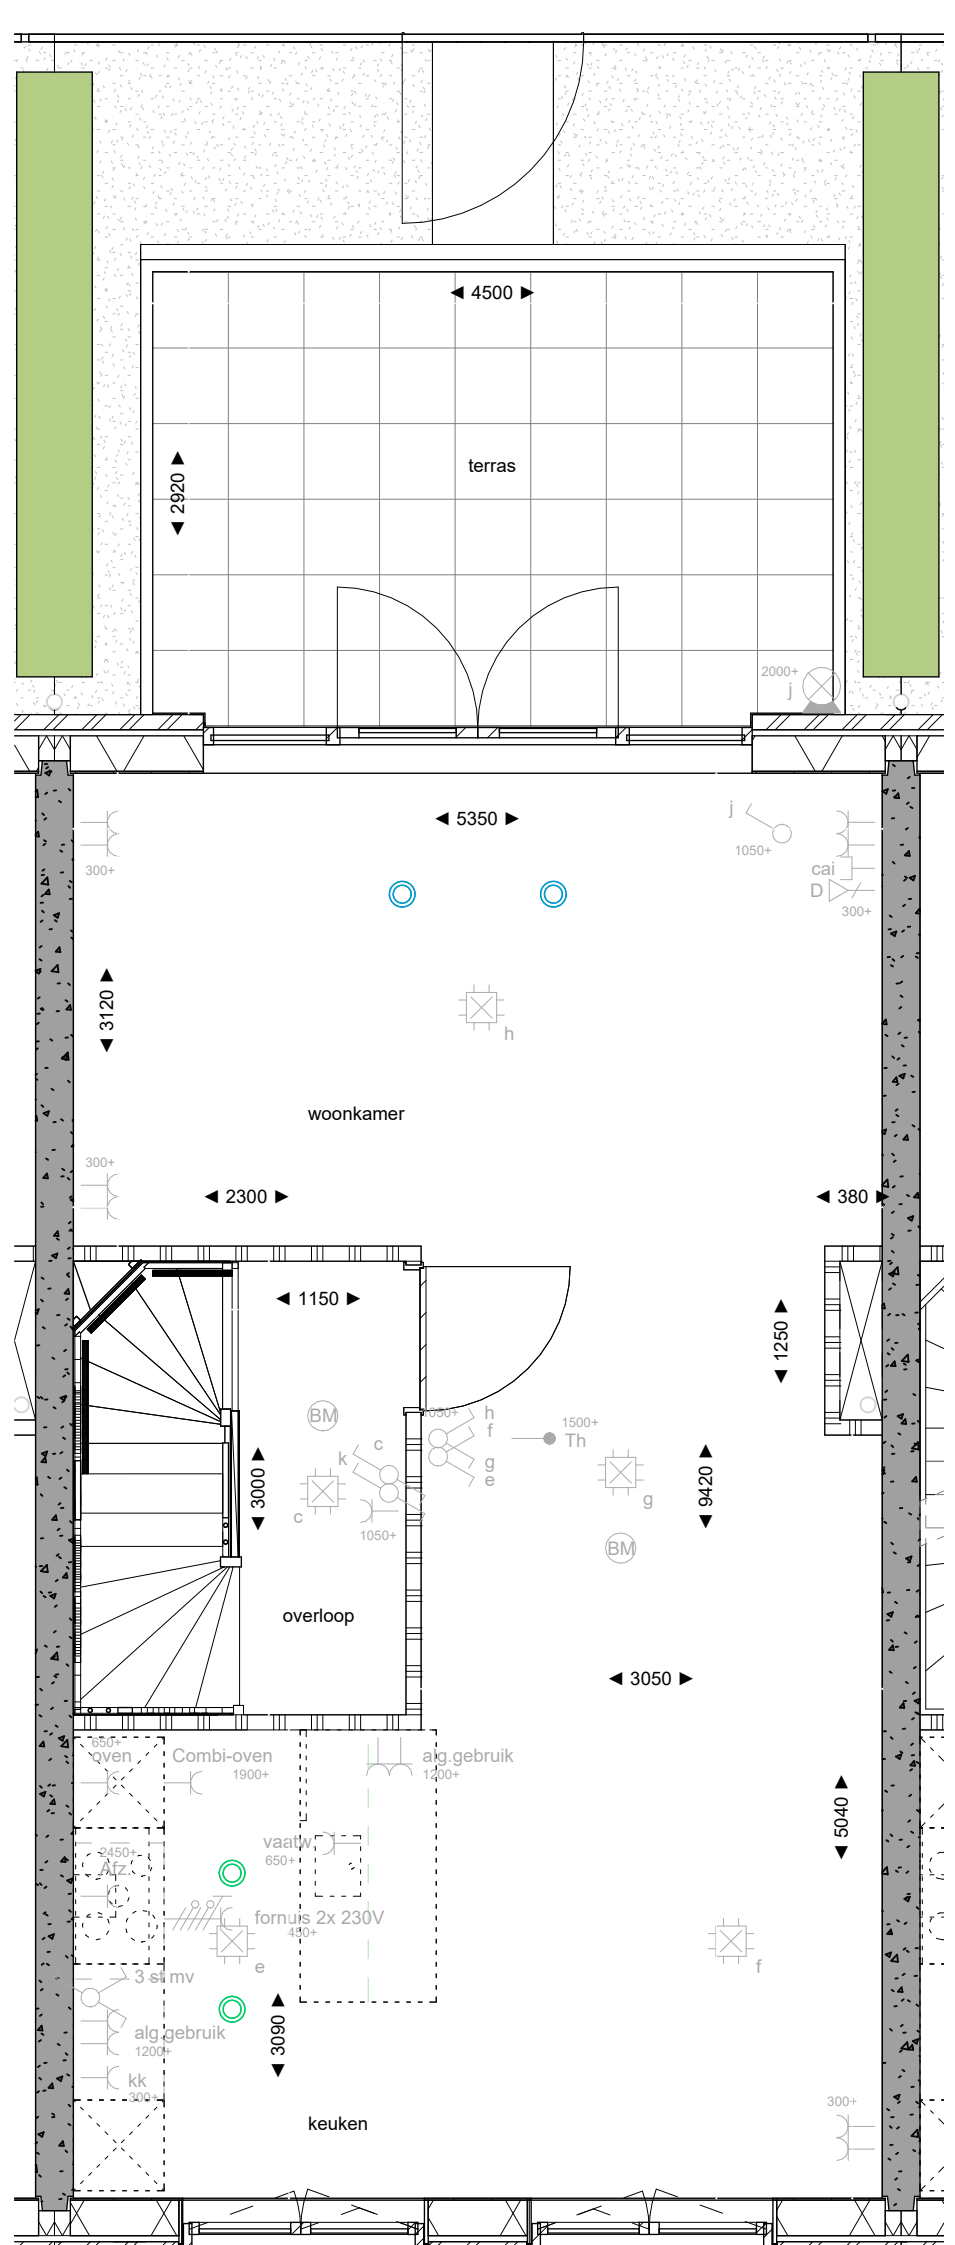 4500
terras
2920
2000+
j
5350
j
1050+
300+
cai
D
300+
3120
h
woonkamer
300+
2300
380
1150
1250
BM
1050+
h
f
1500+
Th
c
k
g
e
3000
c
1050+
g
9420
BM
overloop
3050
650+
oven
Combi-oven
1900+
alg.gebruik
1200+
5040
vaatw
650+
2450+
Afz.
fornuis 2x 230V
450+
e
f
3 st mv
3090
alg.gebruik
1200+
kk
300+
keuken
300+